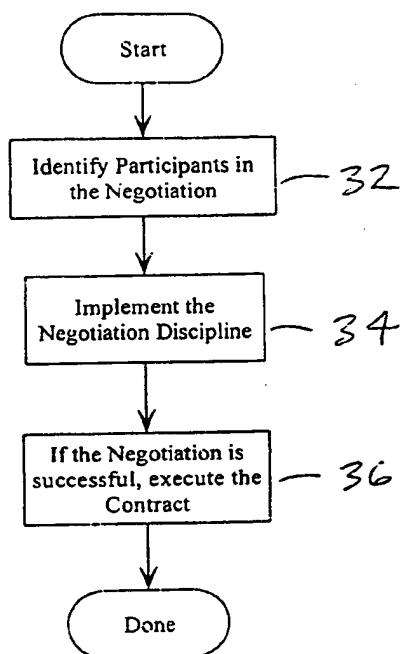 Start
Identify Participants in
the Negotiation
32
Implement the
Negotiation Discipline
34
If the Negotiation is
successful, execute the
Contract
36
Done